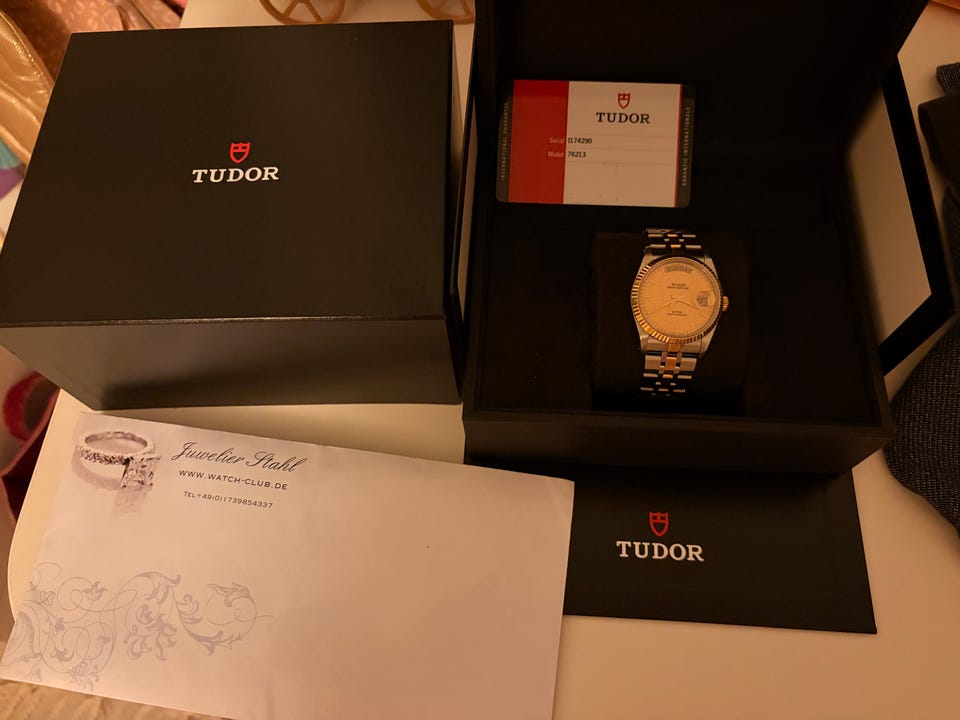 TUDOR
TUDOR
INTERNATIONAL GUARANTEE
Serial I174290
Model 76213
GARANTIE INTERNATIONALE
Juwelier Stahl
WWW.WATCH-CLUB.DE
TEL+49(0)1739854337
TUDOR